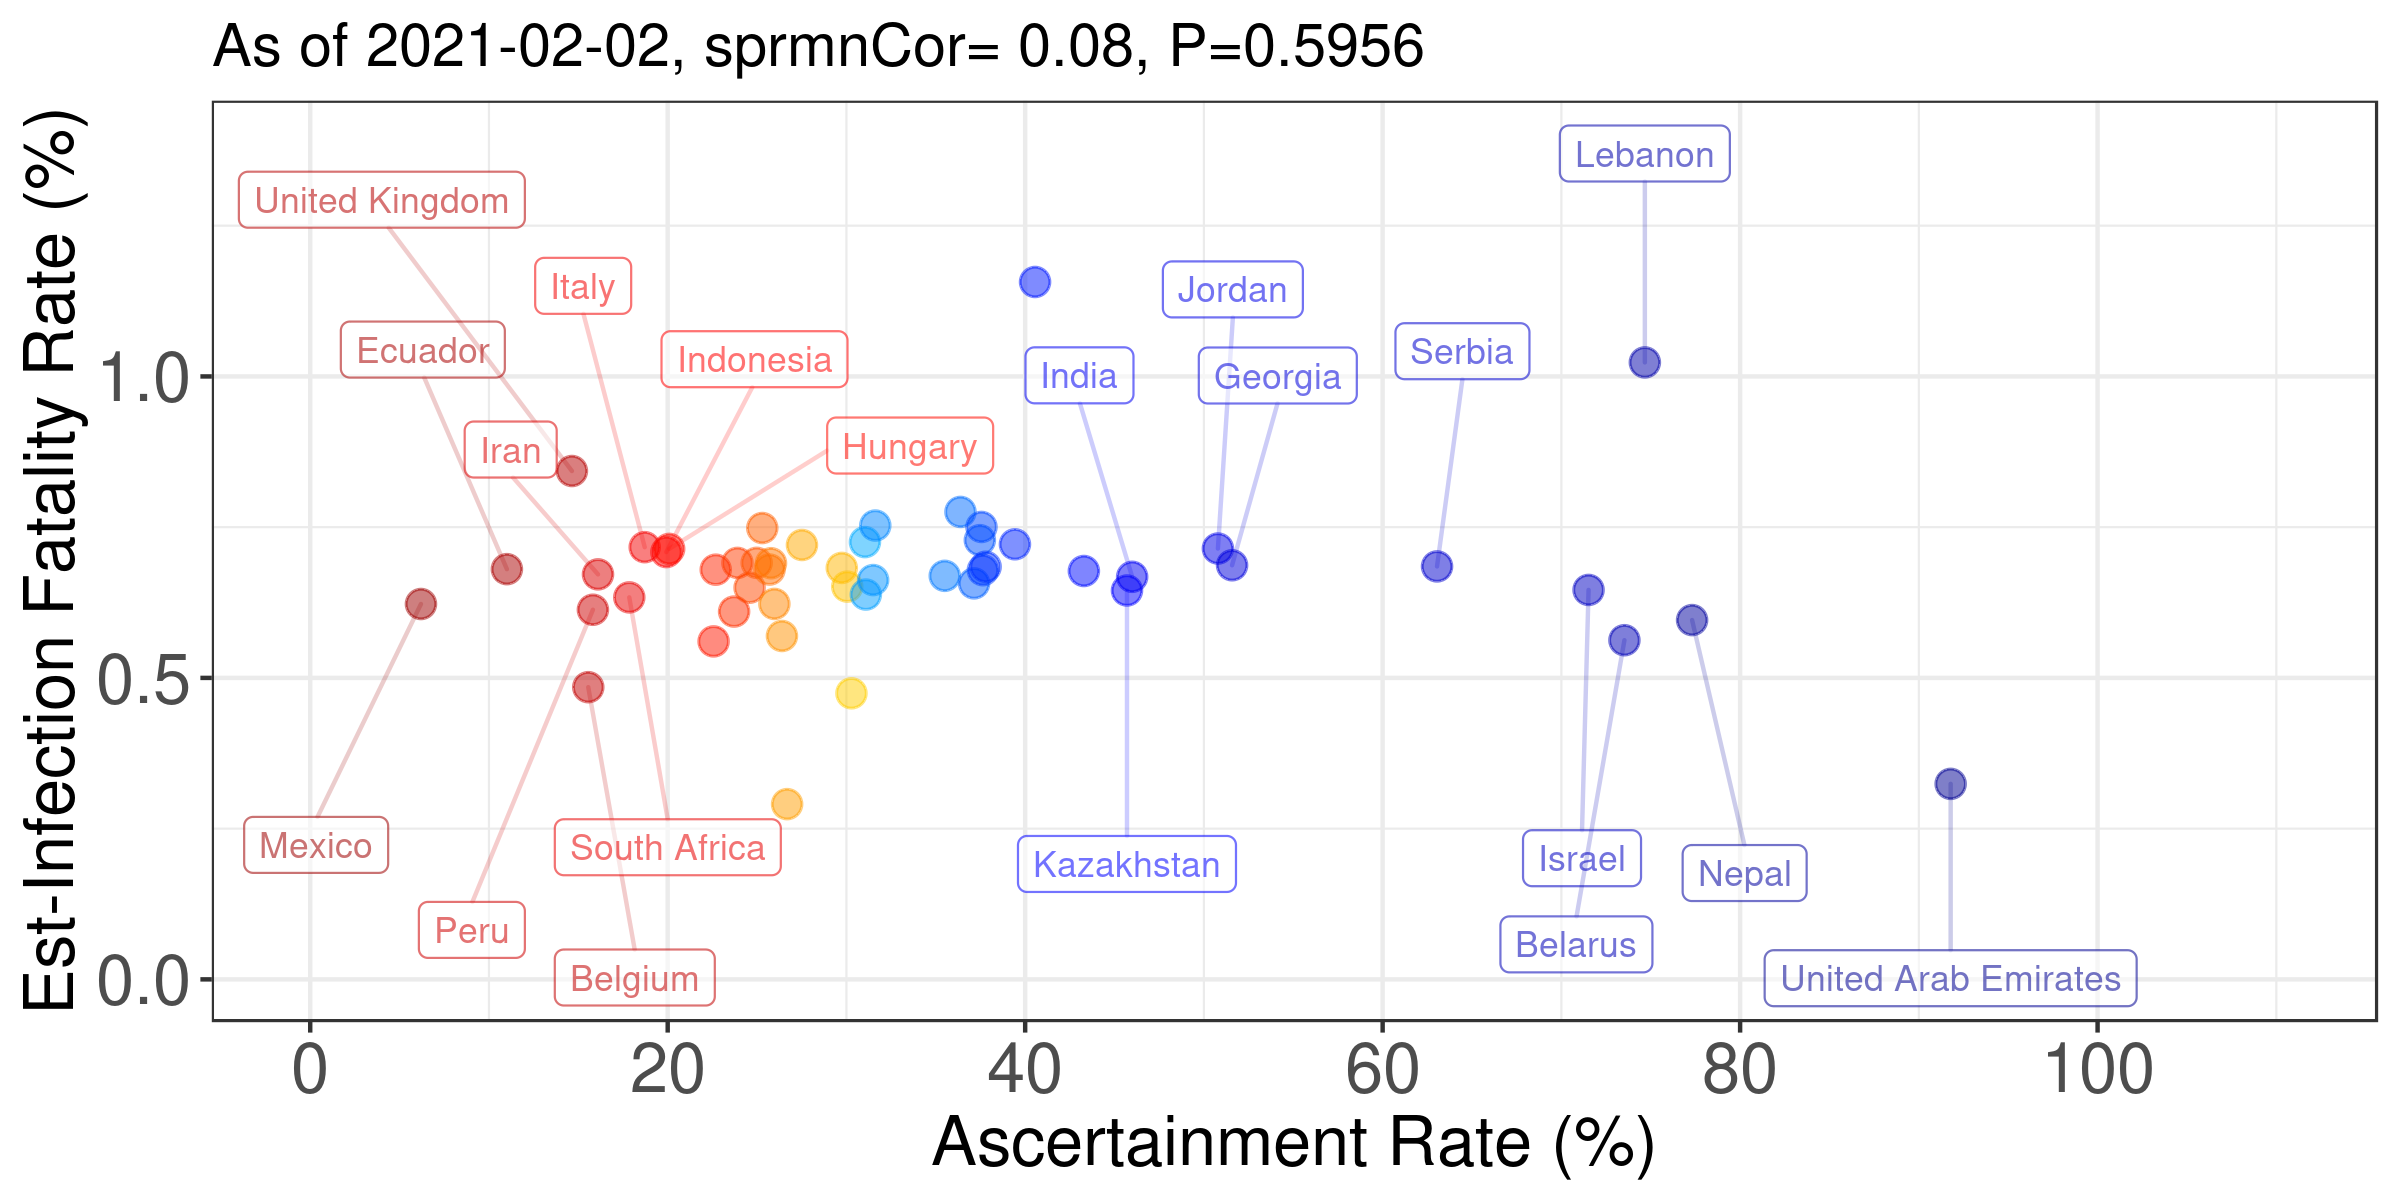 As of 2021-02-02, sprmnCor= 0.08, P=0.5956
Est-Infection Fatality Rate (%)
1.0
0.5
0.0
Lebanon
United Kingdom
Italy
Jordan
Ecuador
Indonesia
India
Georgia
Serbia
Iran
Hungary
Mexico
South Africa
Kazakhstan
Israel
Nepal
Peru
Belarus
Belgium
United Arab Emirates
0
20
40
60
80
100
Ascertainment Rate (%)